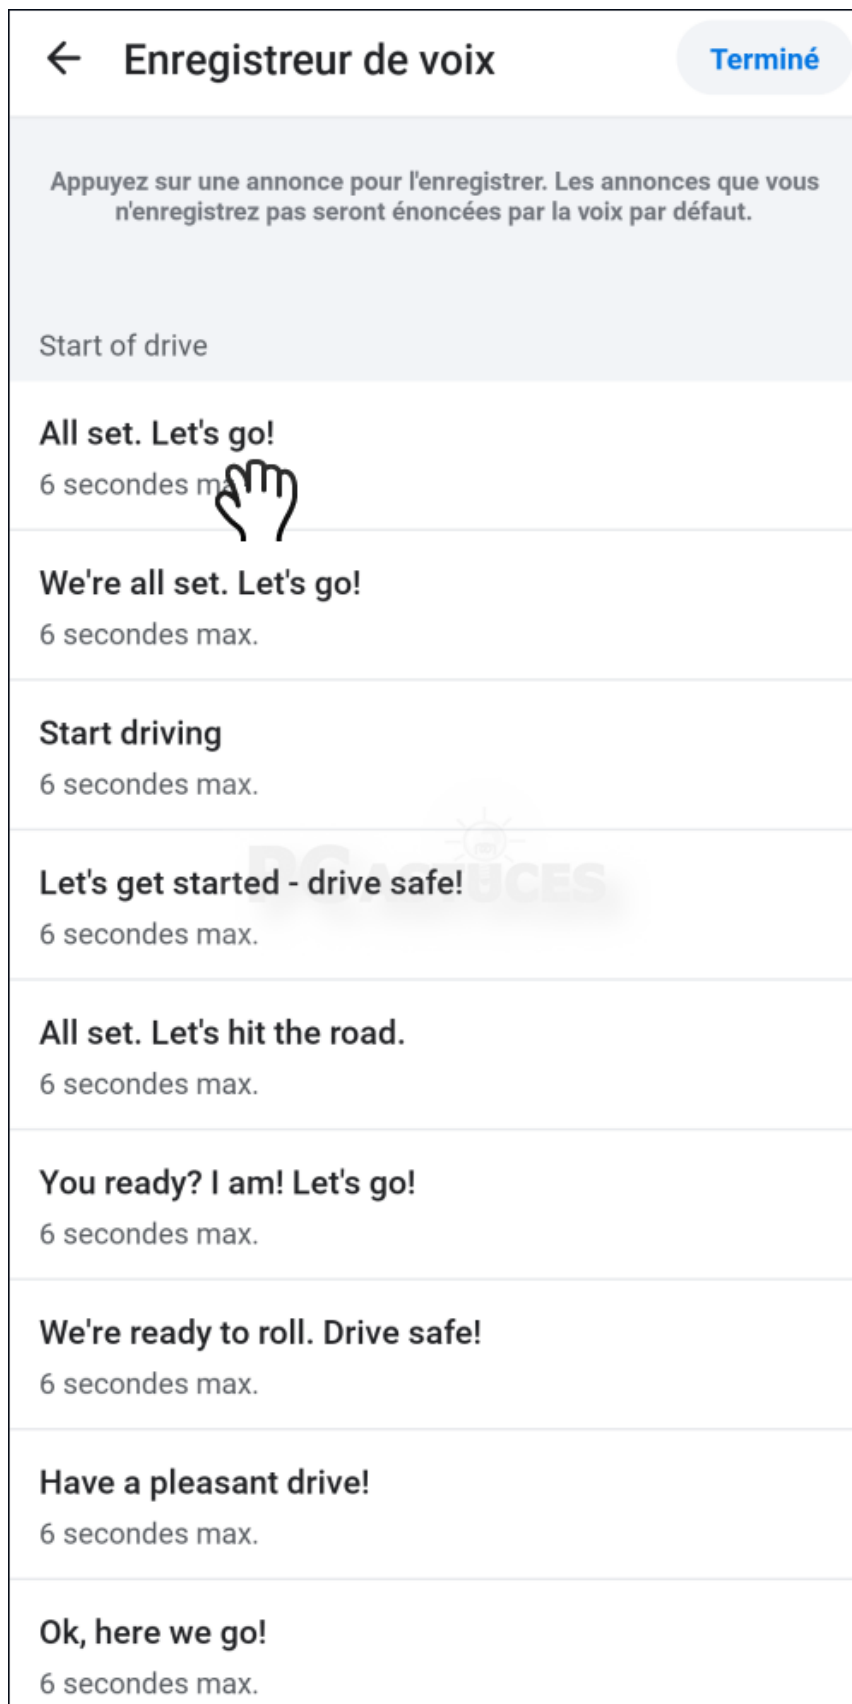 Enregistreur de voix
Terminé
Appuyez sur une annonce pour l'enregistrer. Les annonces que vous
n'enregistrez pas seront énoncées par la voix par défaut.
Start of drive
All set. Let's go!
6 secondes
We're all set. Let's go!
6 secondes max.
Start driving
6 secondes max.
PC ASTUCES
Let's get started - drive safe!
6 secondes max.
All set. Let's hit the road.
6 secondes max.
You ready? I am! Let's go!
6 secondes max.
We're ready to roll. Drive safe!
6 secondes max.
Have a pleasant drive!
6 secondes max.
Ok, here we go!
6 secondes max.